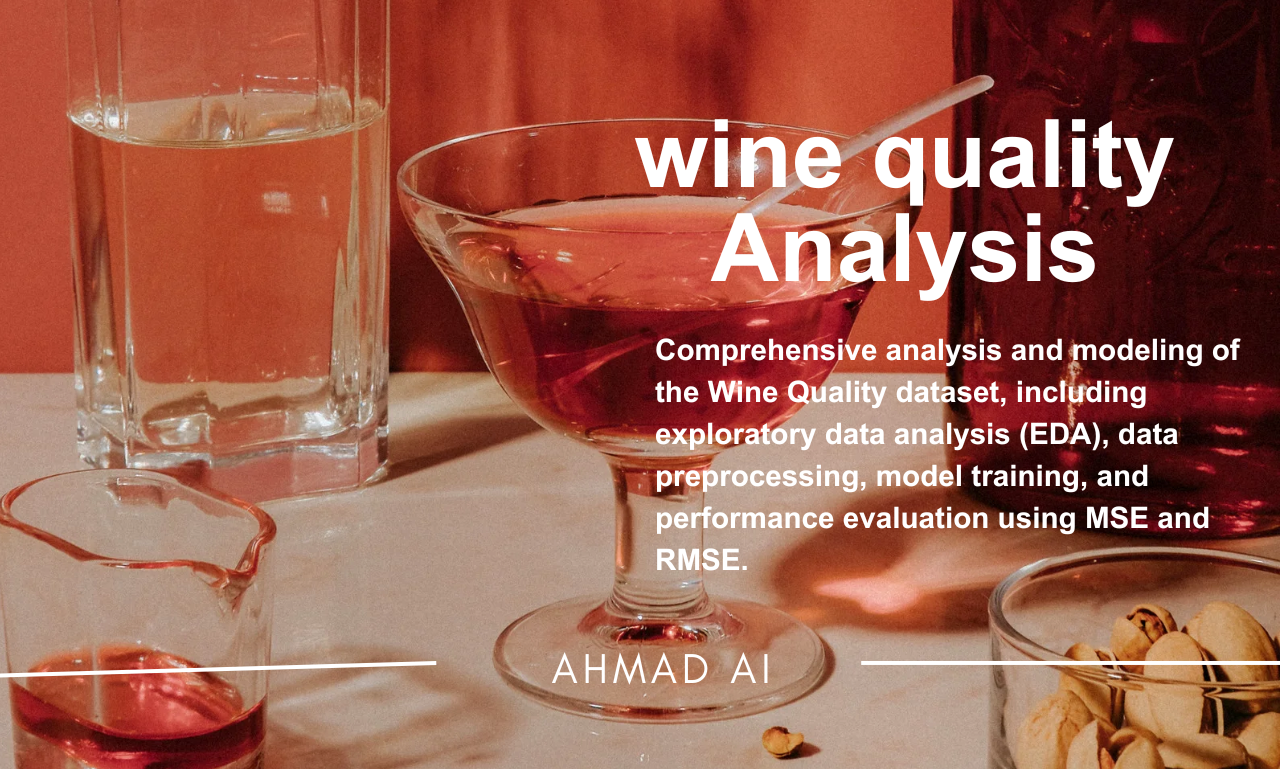 wine quality
Analysis
Comprehensive analysis and modeling of
the Wine Quality dataset, including
exploratory data analysis (EDA), data
preprocessing, model training, and
performance evaluation using MSE and
RMSE.
AHMAD AI